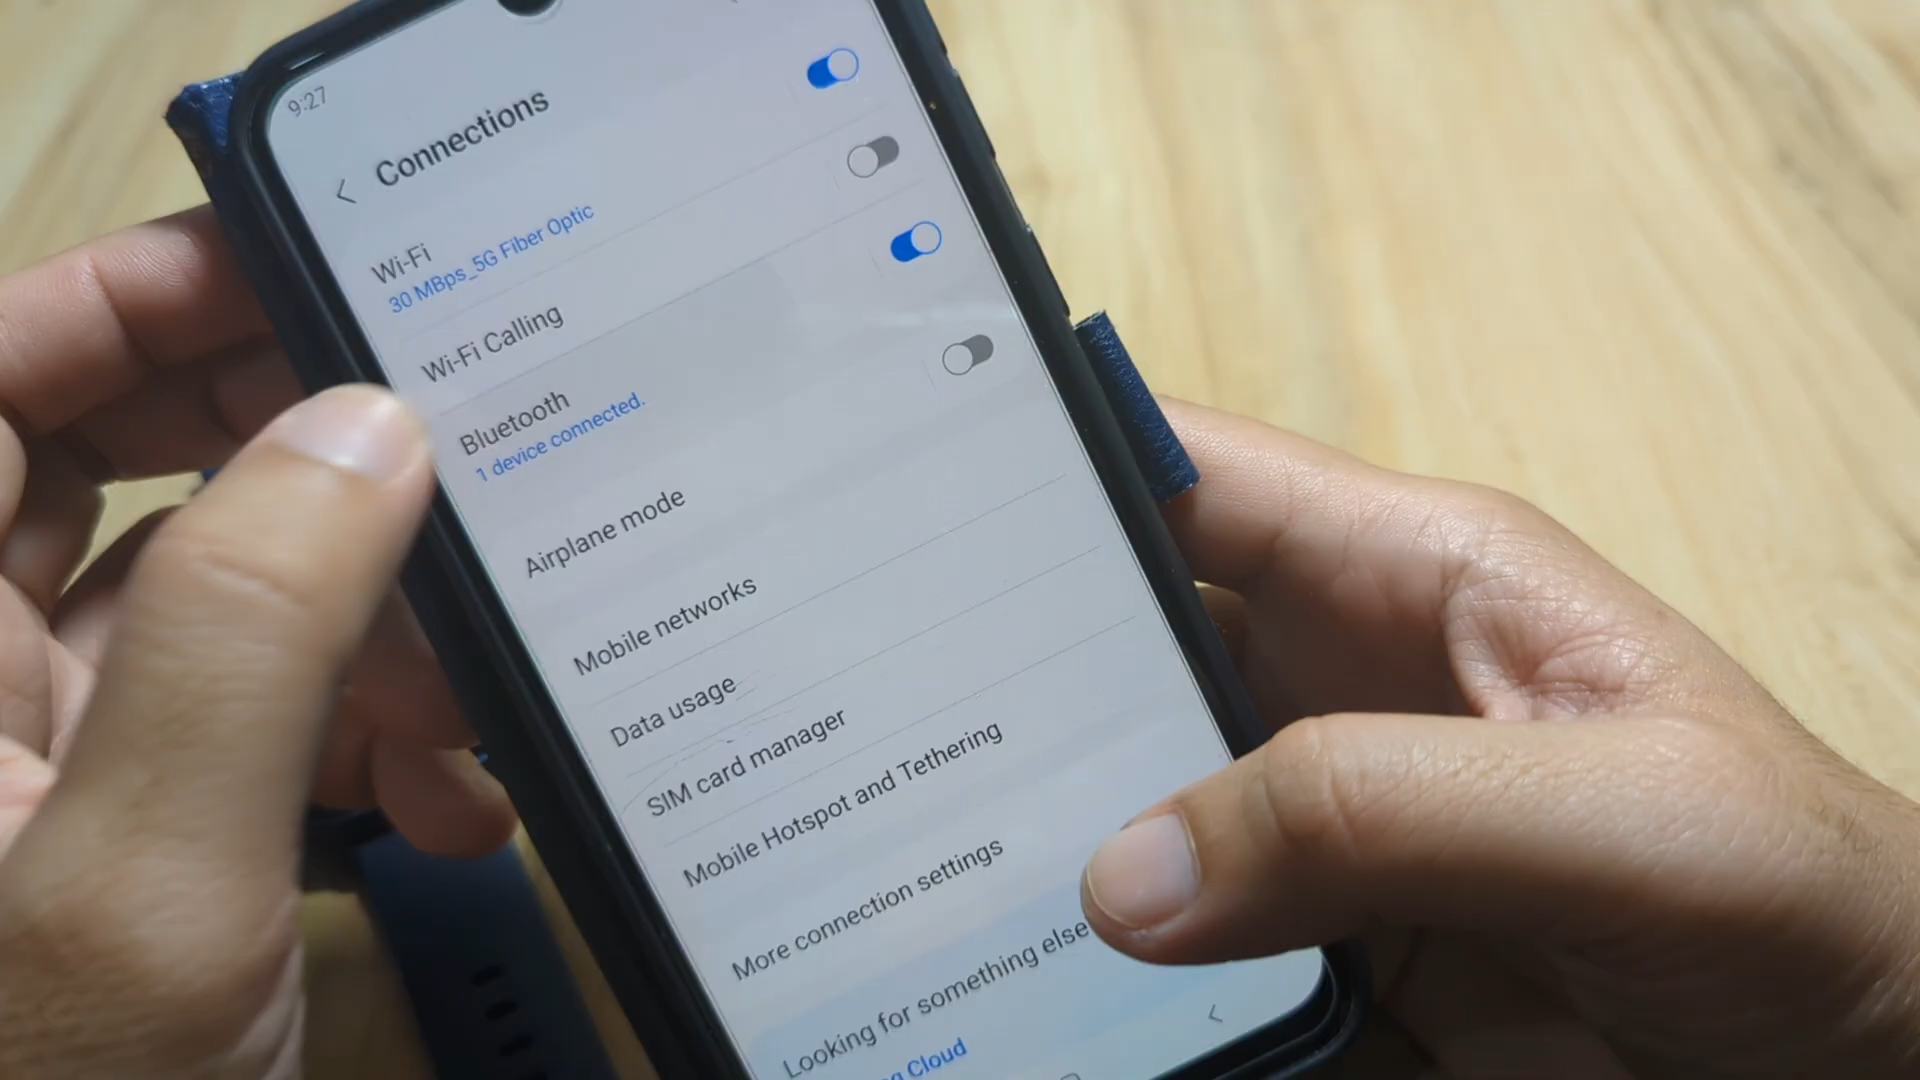 9:27
Connections
Wi-Fi
30 MBps_5G Fiber Optic
Wi-Fi Calling
Bluetooth
1 device connected.
Airplane mode
Mobile networks
Data usage
SIM card manager
Mobile Hotspot and Tethering
More connection settings
Looking for something else
Cloud